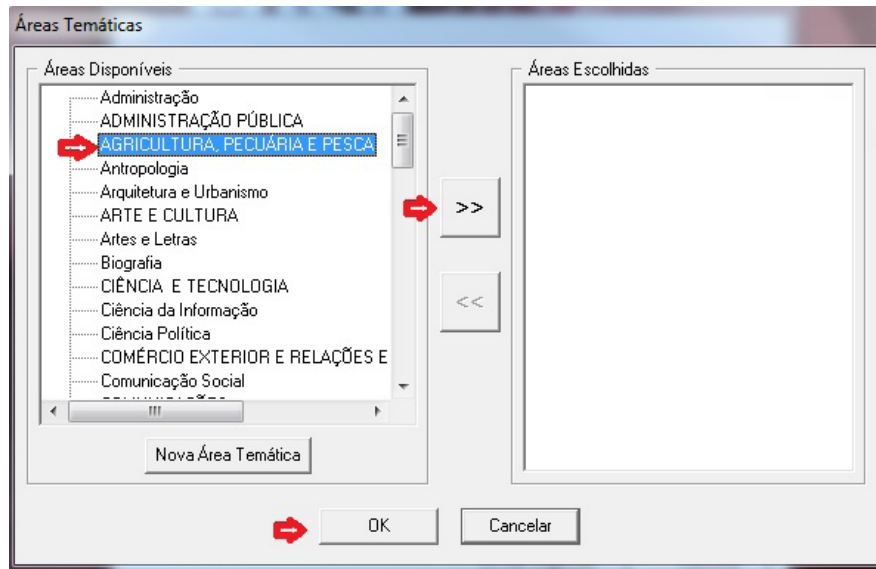 Áreas Temáticas
Áreas Disponíveis
Administração
ADMINISTRAÇÃO PÚBLICA
AGRICULTURA, PECUÁRIA E PESCA
Antropologia
Arquitetura e Urbanismo
ARTE E CULTURA
Artes e Letras
Biografia
CIÊNCIA E TECNOLOGIA
Ciência da Informação
Ciência Política
COMÉRCIO EXTERIOR E RELAÇÕES E
Comunicação Social
Nova Área Temática
>>
<<
Áreas Escolhidas
OK
Cancelar